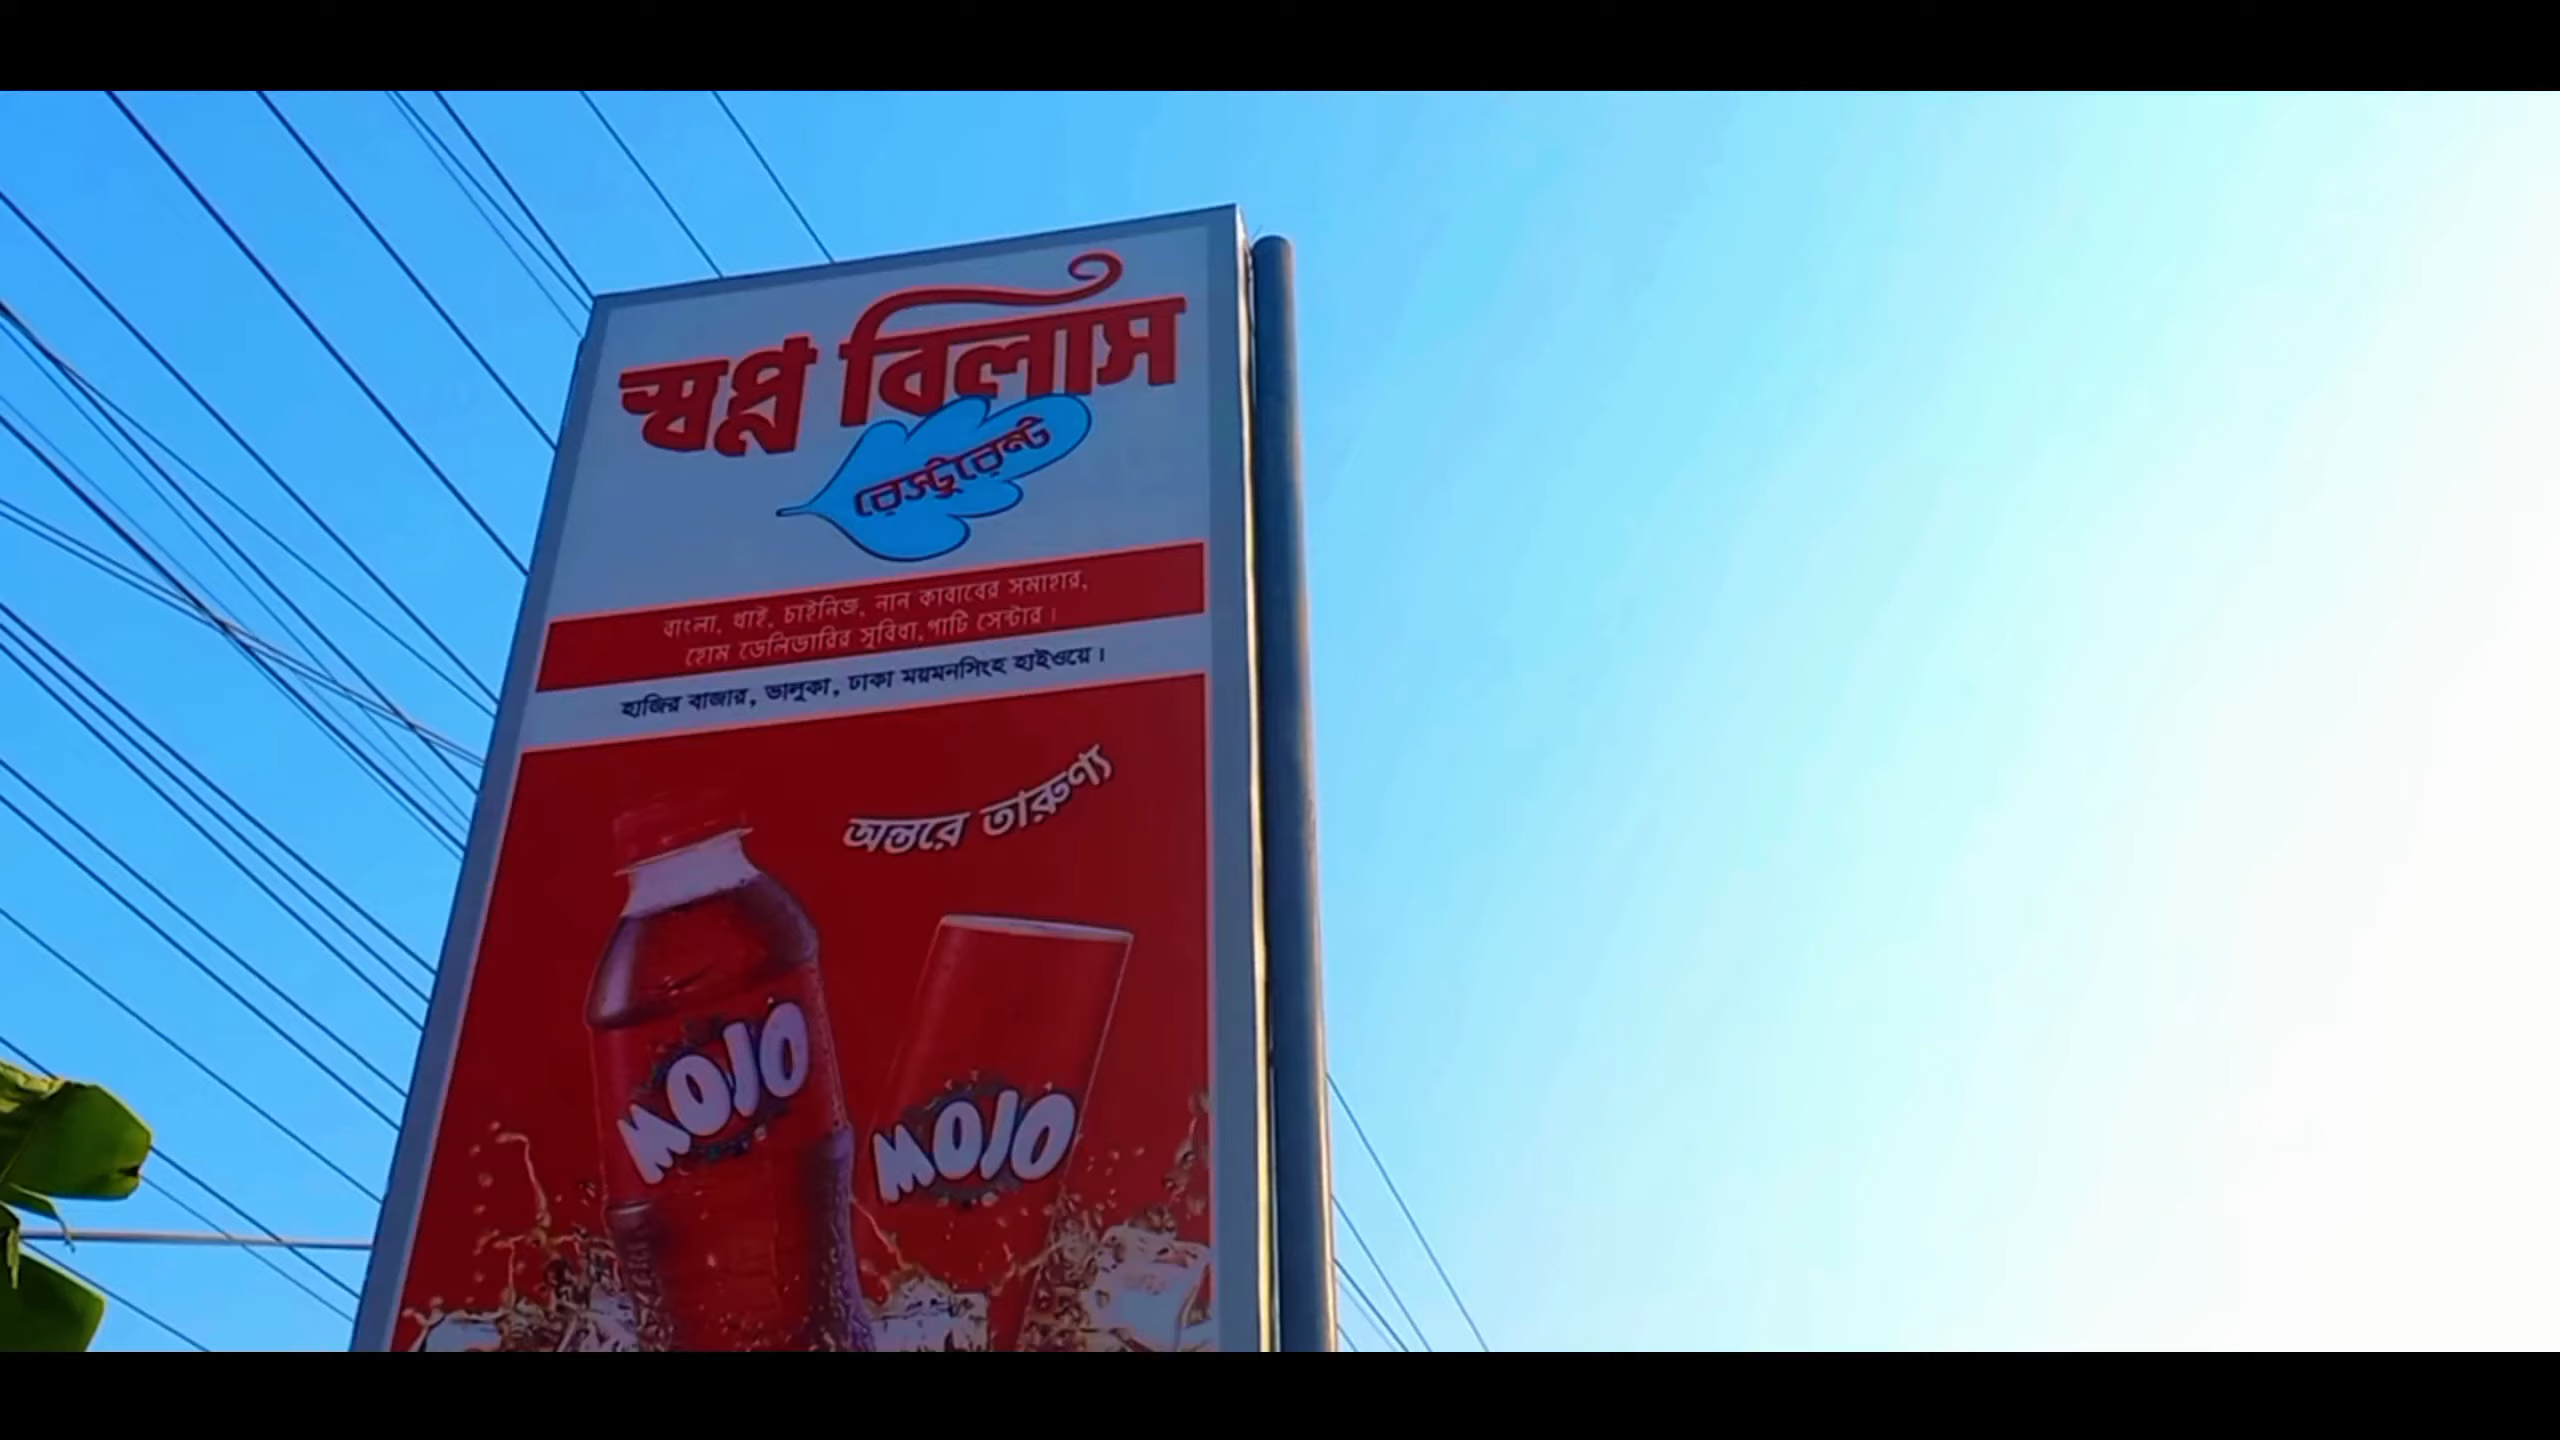 স্বপ্ন বিলাস
রেস্টুরেন্ট
বাংলা, থাই, চাইনিজ, নান কাবাবের সমাহার,
হোম ডেলিভারির সুবিধা, পার্টি সেন্টার।
হাজির বাজার, ভালুকা, ঢাকা ময়মনসিংহ হাইওয়ে।
অন্তরে তারুণ্য
MOJO
MOJO